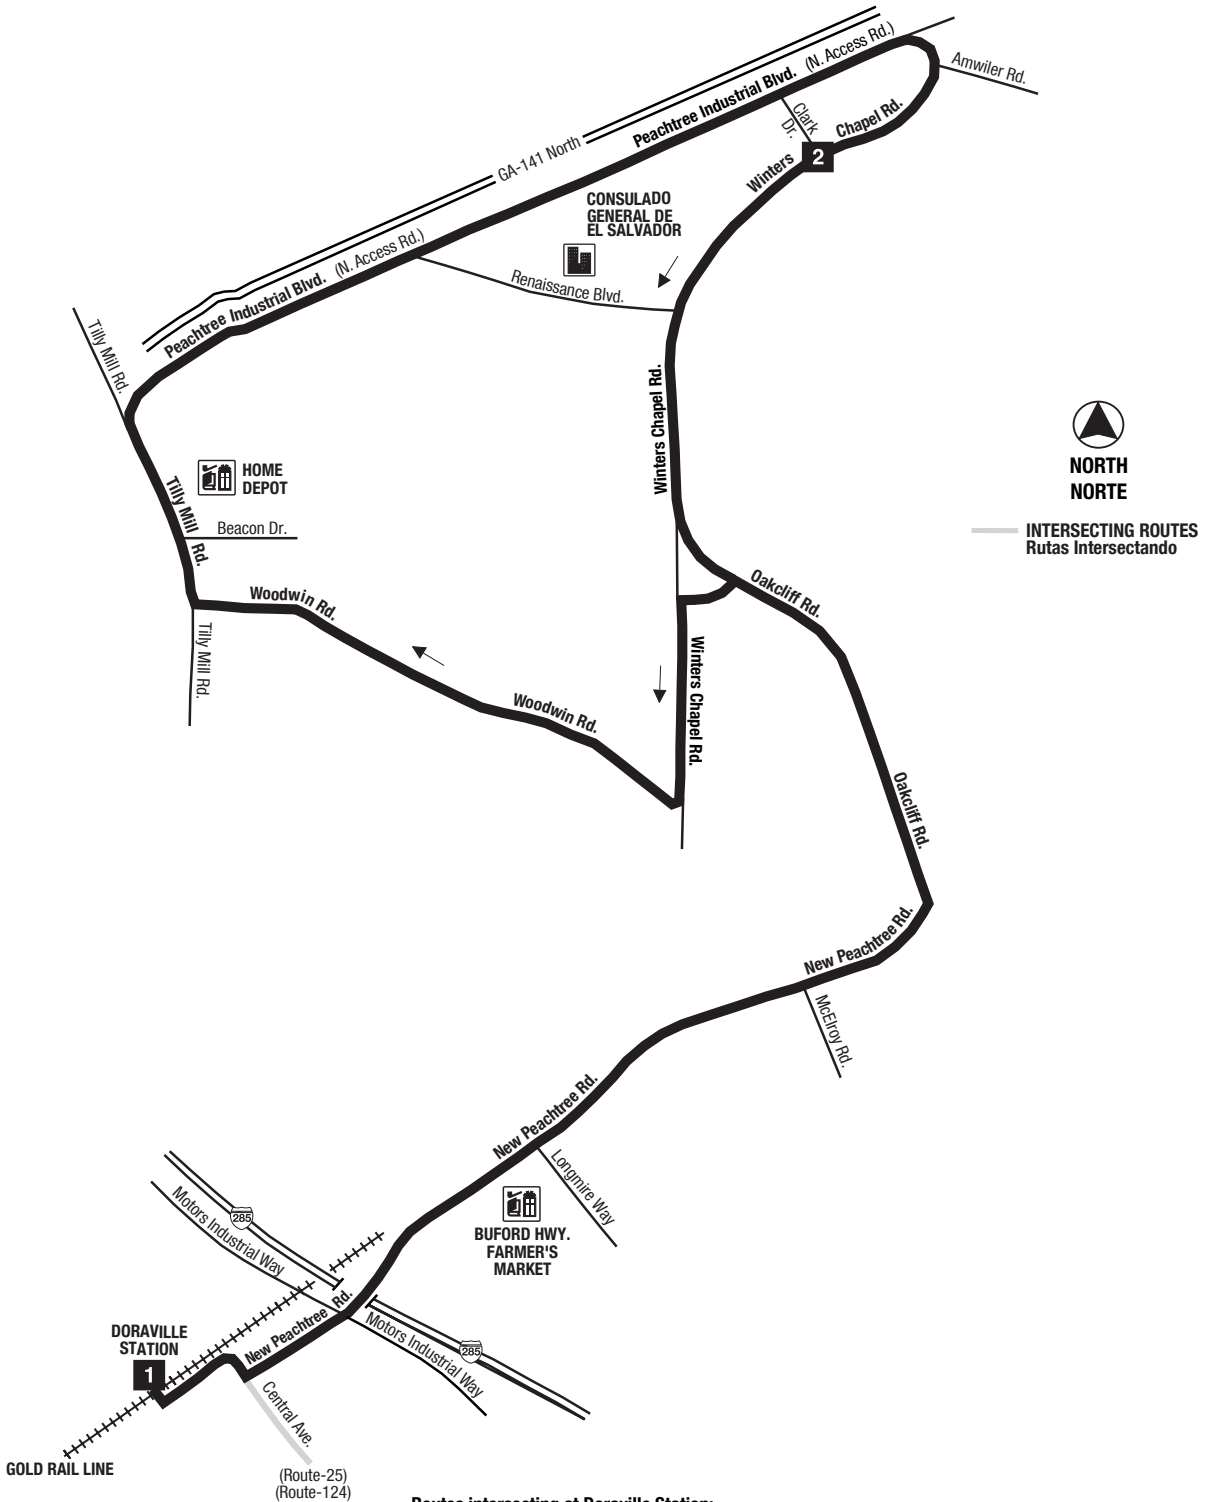 Peachtree Industrial Blvd. (N. Access Rd.)
Amwiler Rd.
Clark
Dr.
Chapel Rd.
2
Winters
GA-141 North
CONSULADO
GENERAL DE
EL SALVADOR
Renaissance Blvd.
Peachtree Industrial Blvd. (N. Access Rd.)
Tilly Mill Rd.
Winters Chapel Rd.
NORTH
NORTE
HOME
DEPOT
Tilly Mill Rd.
Beacon Dr.
INTERSECTING ROUTES
Rutas Intersectando
Woodwin Rd.
Oakcliff Rd.
Tilly Mill Rd.
Winters Chapel Rd.
Woodwin Rd.
Oakcliff Rd.
New Peachtree Rd.
McElroy Rd.
New Peachtree Rd.
Longmire Way
285
Motors Industrial Way
BUFORD HWY.
FARMER'S
MARKET
New Peachtree Rd.
Motors Industrial Way
285
DORAVILLE
STATION
1
Central Ave.
GOLD RAIL LINE
(Route-25)
(Route-124)
Routes intersecting at Doraville Station: